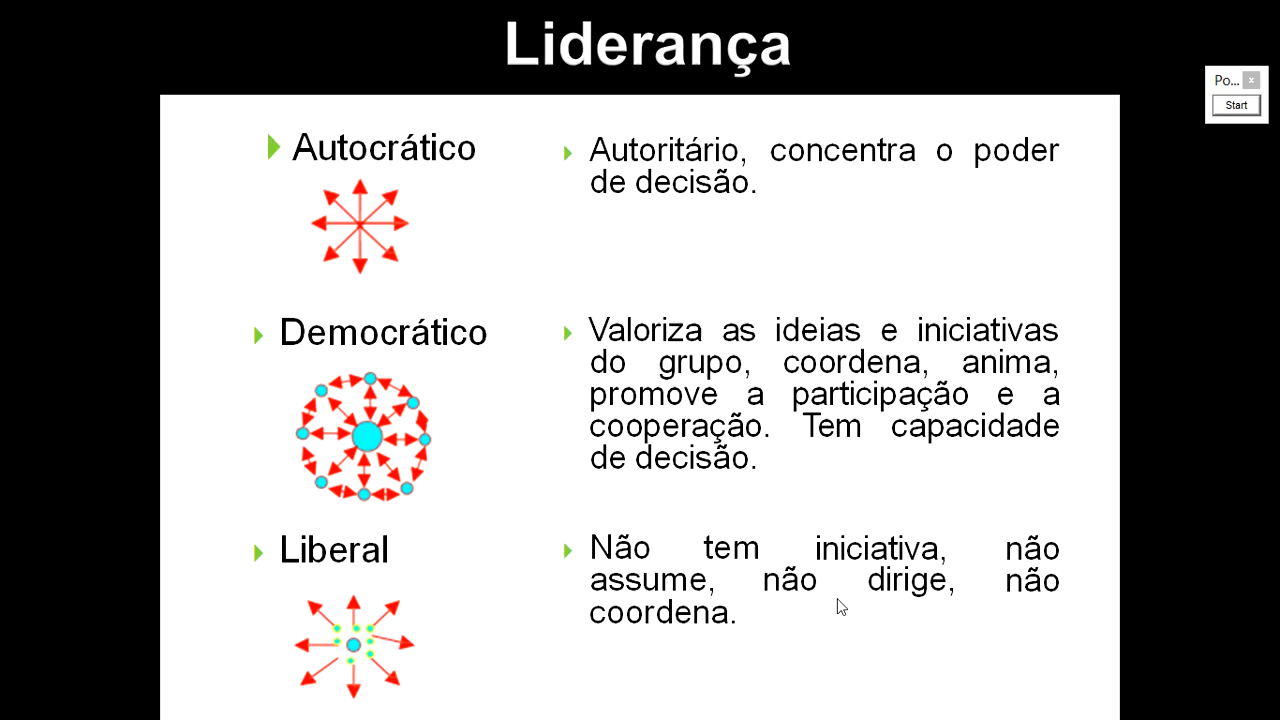 Liderança
Po...
x
Start
Autocrático
Autoritário, concentra o poder
de decisão.
Democrático
Valoriza as ideias e iniciativas
do grupo, coordena, anima,
promove a participação e a
cooperação. Tem capacidade
de decisão.
Liberal
Não tem iniciativa, não
assume, não dirige, não
coordena.